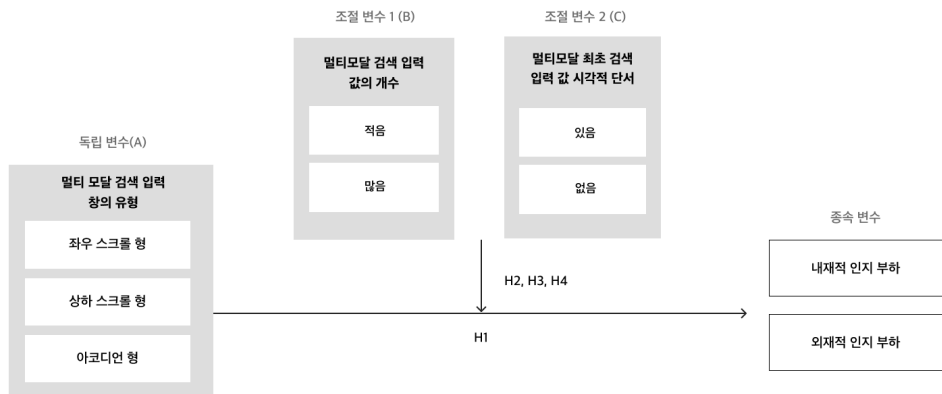 조절 변수 1 (B)
조절 변수 2 (C)
멀티모달 검색 입력
값의 개수
적음
많음
멀티모달 최초 검색
입력 값 시각적 단서
있음
없음
독립 변수(A)
멀티 모달 검색 입력
창의 유형
좌우 스크롤 형
상하 스크롤 형
아코디언 형
H2, H3, H4
H1
종속 변수
내재적 인지 부하
외재적 인지 부하